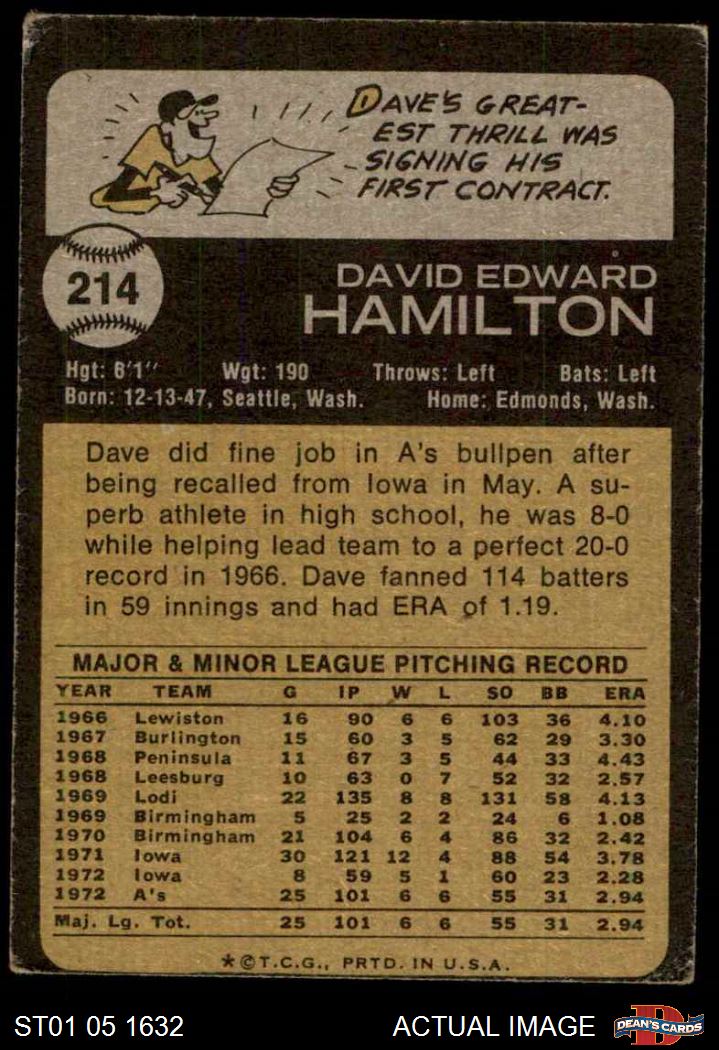 DAVE'S GREAT-
EST THRILL WAS
SIGNING HIS
FIRST CONTRACT.
214
DAVID EDWARD
HAMILTON
Hgt: 6'1" Wgt: 190 Throws: Left Bats: Left
Born: 12-13-47, Seattle, Wash. Home: Edmonds, Wash.
Dave did fine job in A's bullpen after
being recalled from Iowa in May. A su-
perb athlete in high school, he was 8-0
while helping lead team to a perfect 20-0
record in 1966. Dave fanned 114 batters
in 59 innings and had ERA of 1.19.
MAJOR & MINOR LEAGUE PITCHING RECORD
YEAR TEAM G IP W L SO BB ERA
1966 Lewiston 16 90 6 6 103 36 4.10
1967 Burlington 15 60 3 5 62 29 3.30
1968 Peninsula 11 67 3 5 44 33 4.43
1968 Leesburg 10 63 0 7 52 32 2.57
1969 Lodi 22 135 8 8 131 58 4.13
1969 Birmingham 5 25 2 2 24 6 1.08
1970 Birmingham 21 104 6 4 86 32 2.42
1971 Iowa 30 121 12 4 88 54 3.78
1972 Iowa 8 59 5 1 60 23 2.28
1972 A's 25 101 6 6 55 31 2.94
Maj. Lg. Tot. 25 101 6 6 55 31 2.94
*©T.C.G., PRTD. IN U.S.A.
ST01 05 1632 ACTUAL IMAGE D DEAN'S CARDS